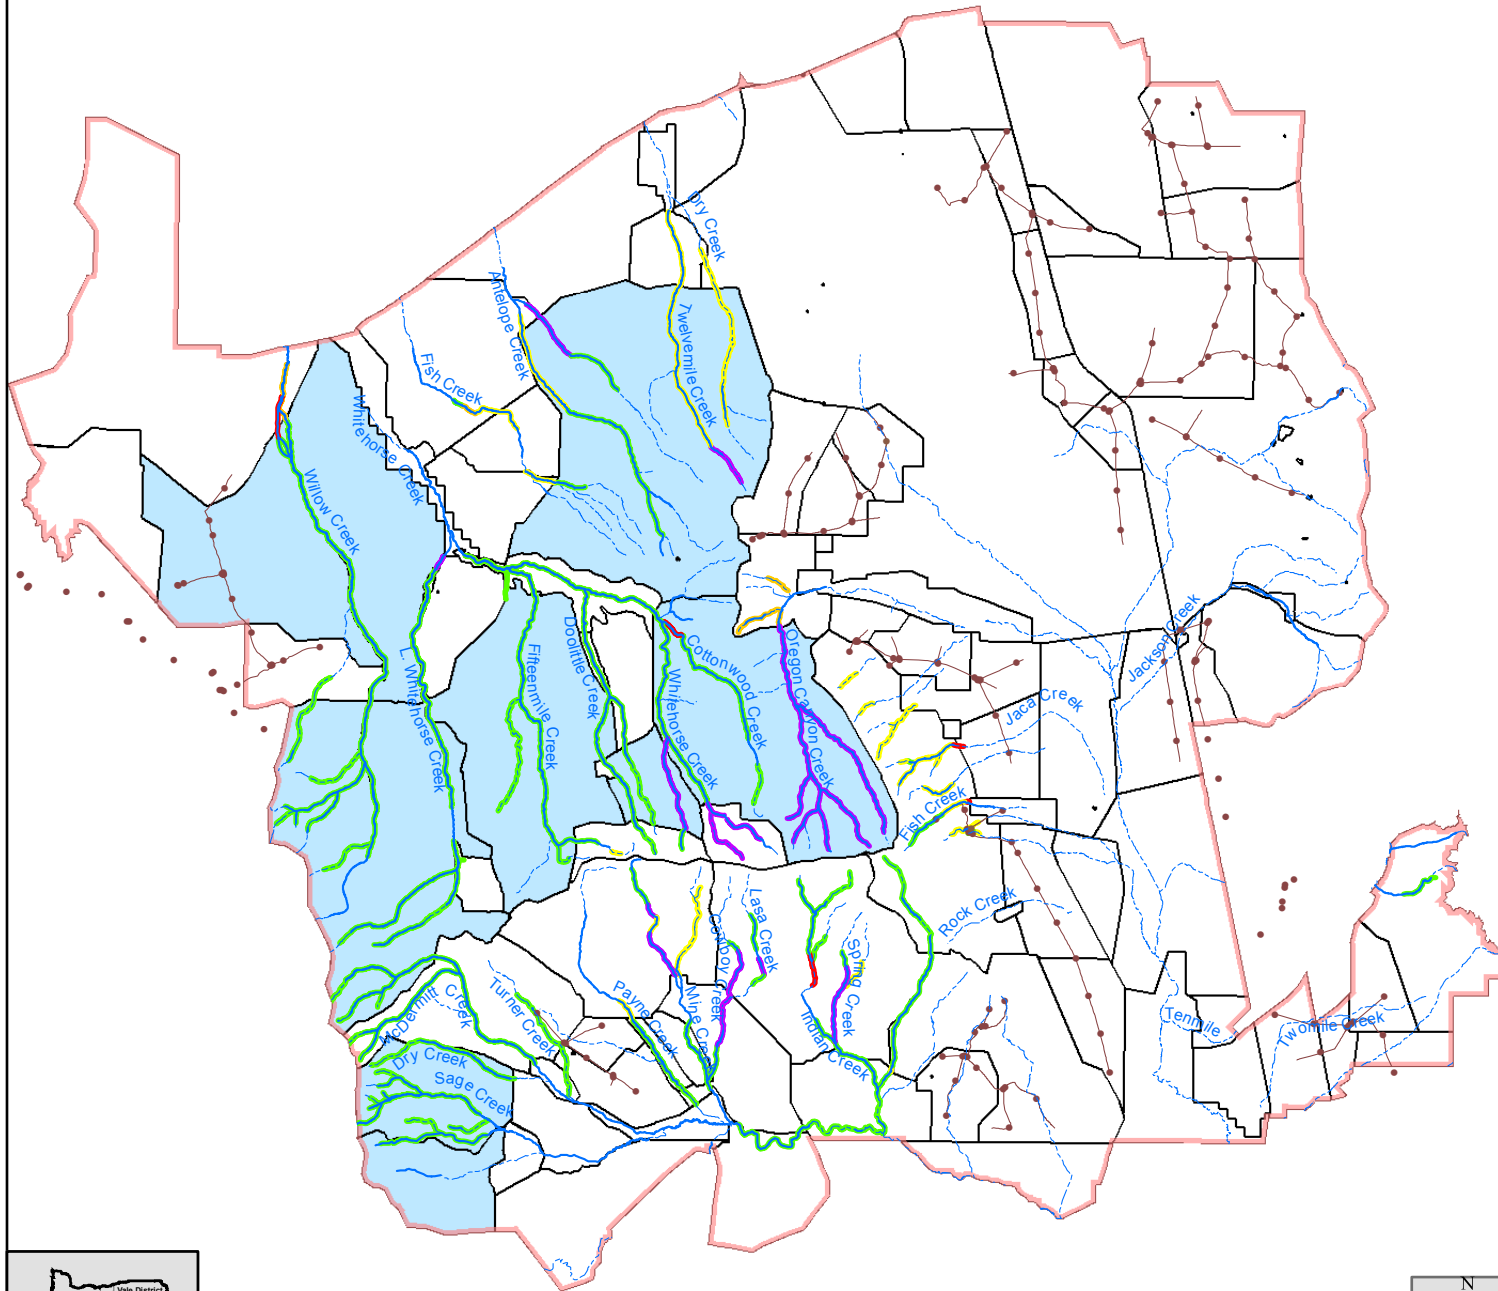 Dry Creek
Antelope Creek
Twelvemile Creek
Fish Creek
Whitehorse Creek
Willow Creek
Doolittle Creek
Fifteenmile Creek
Cottonwood Creek
Oregon Canyon Creek
L. Whitehorse Creek
Whitehorse Creek
Jackson Creek
Jaca Creek
Fish Creek
Rock Creek
Lasa Creek
Cowboy Creek
Spring Creek
McDermitt Creek
Turner Creek
Payne Creek
Mine Creek
Indian Creek
Tenmile
Twomile Creek
Dry Creek
Sage Creek
Vale District
N